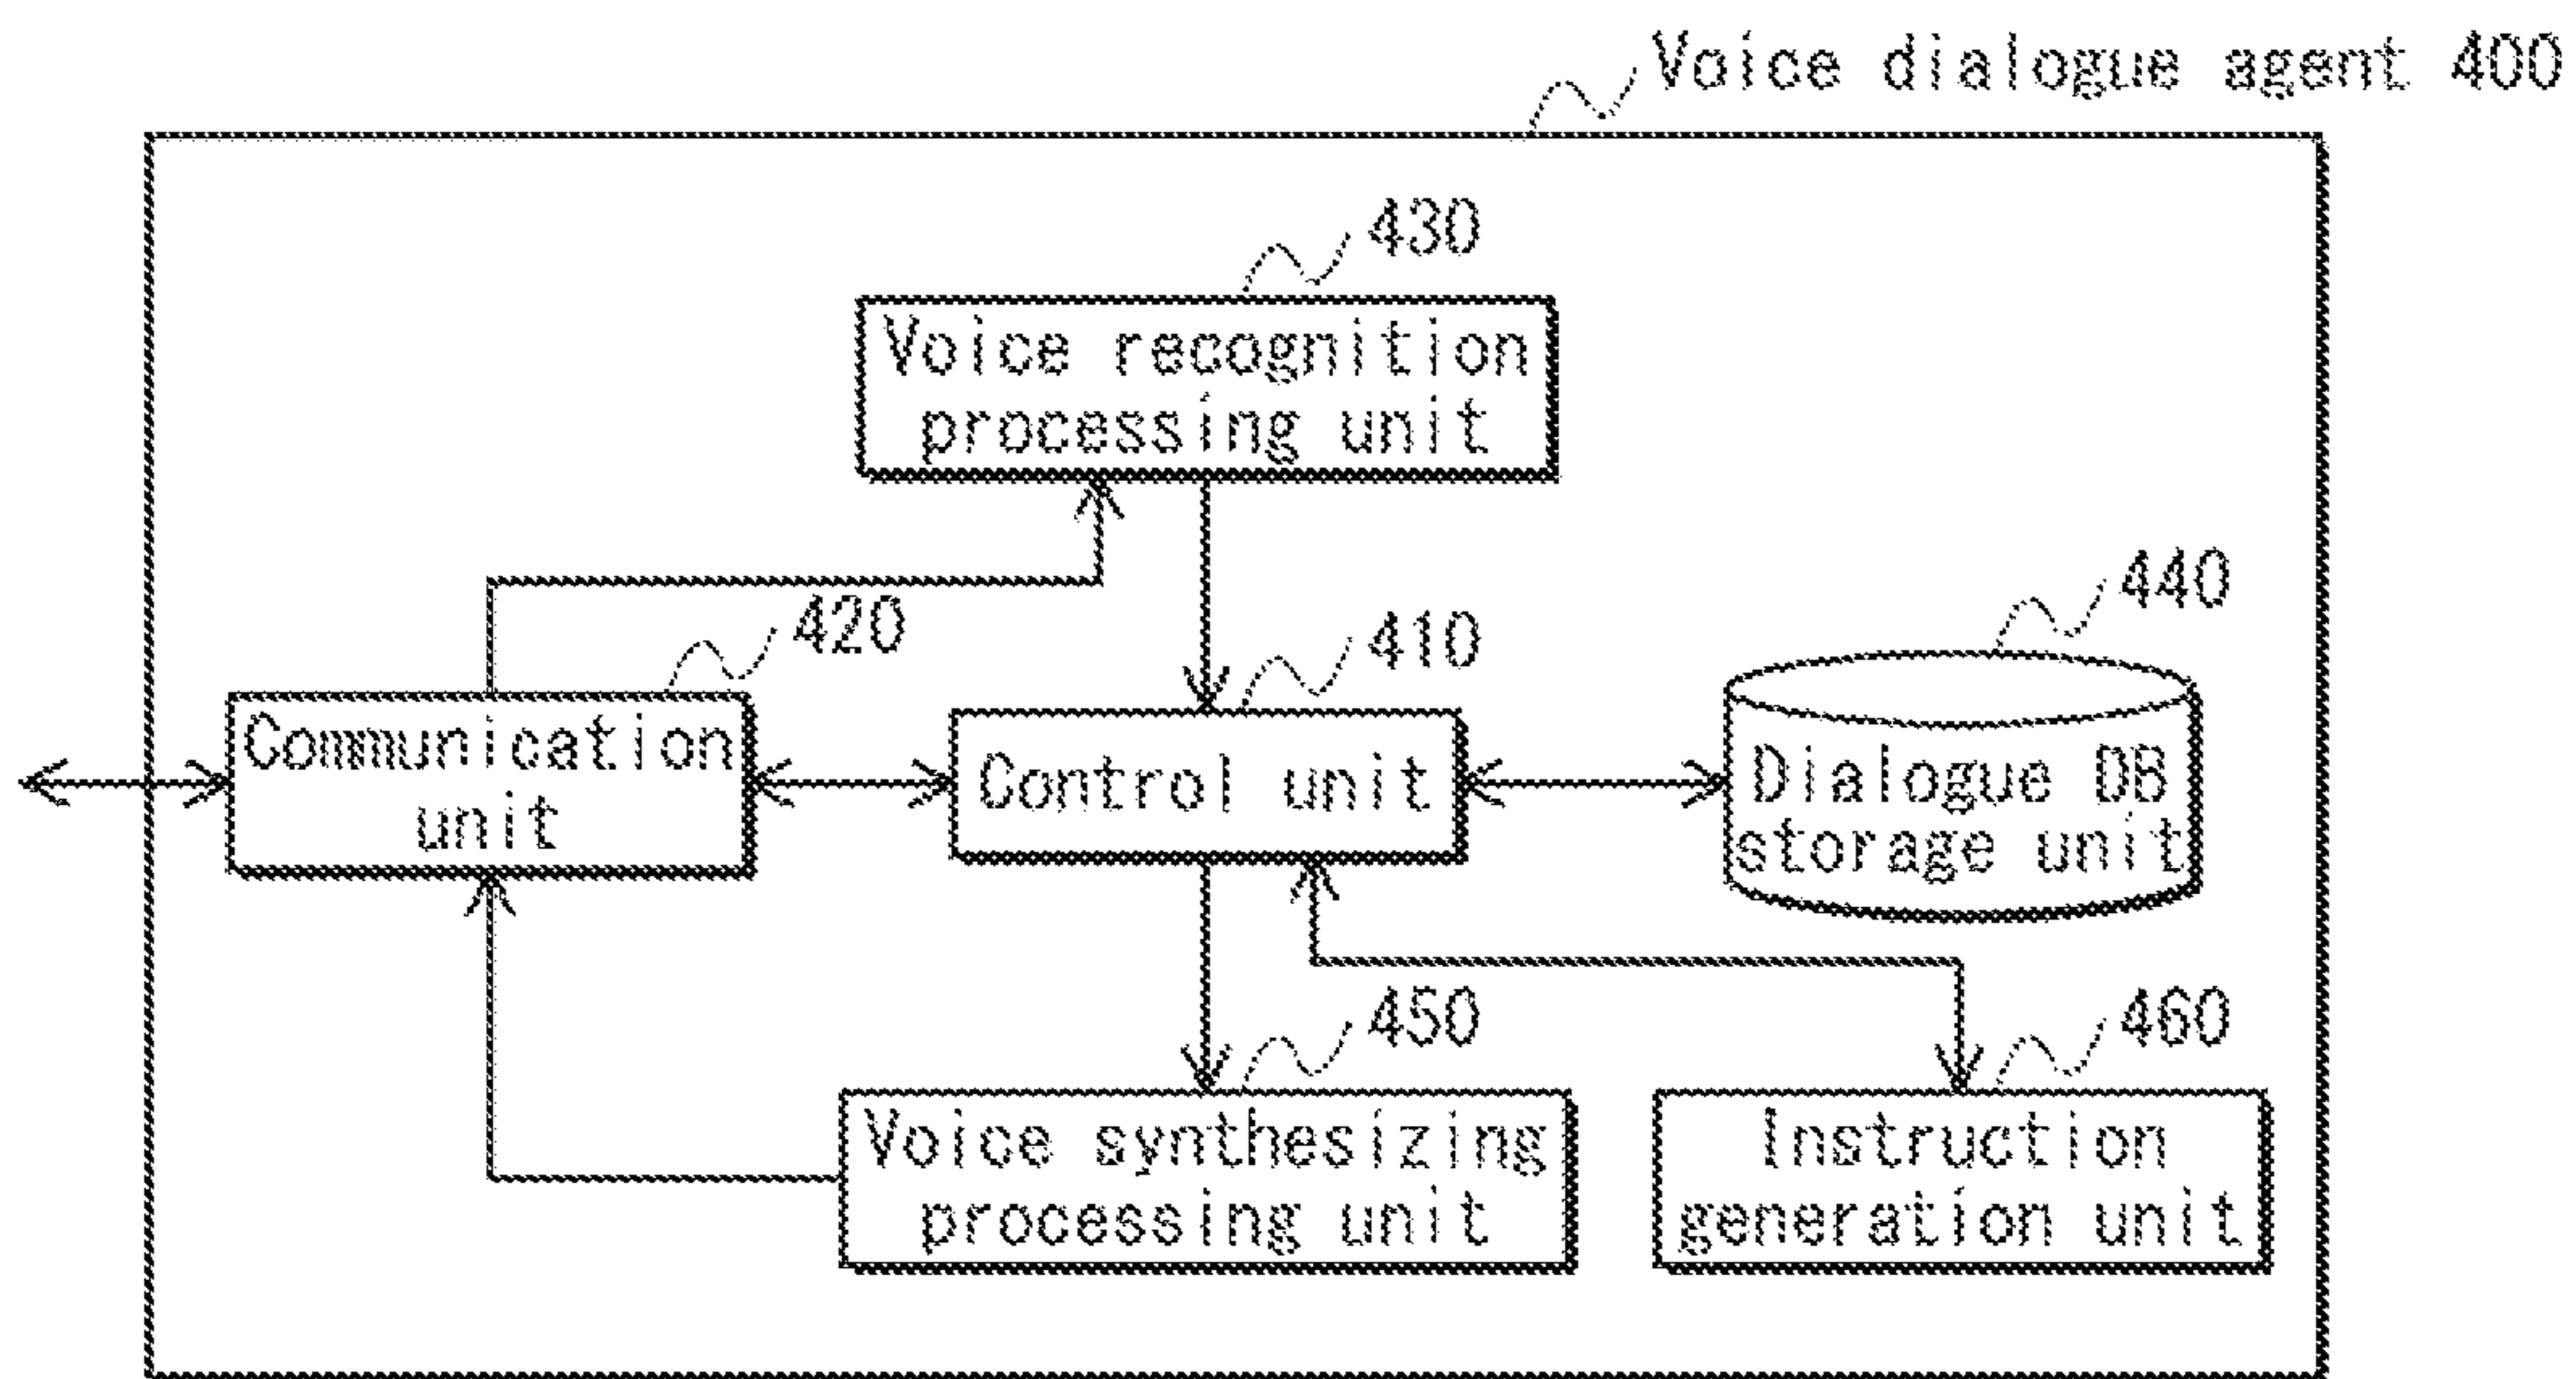 Voice dialogue agent 400
430
Voice recognition
processing unit
420
410
440
Communication
unit
Control unit
Dialogue DB
storage unit
450
460
Voice synthesizing
processing unit
Instruction
generation unit